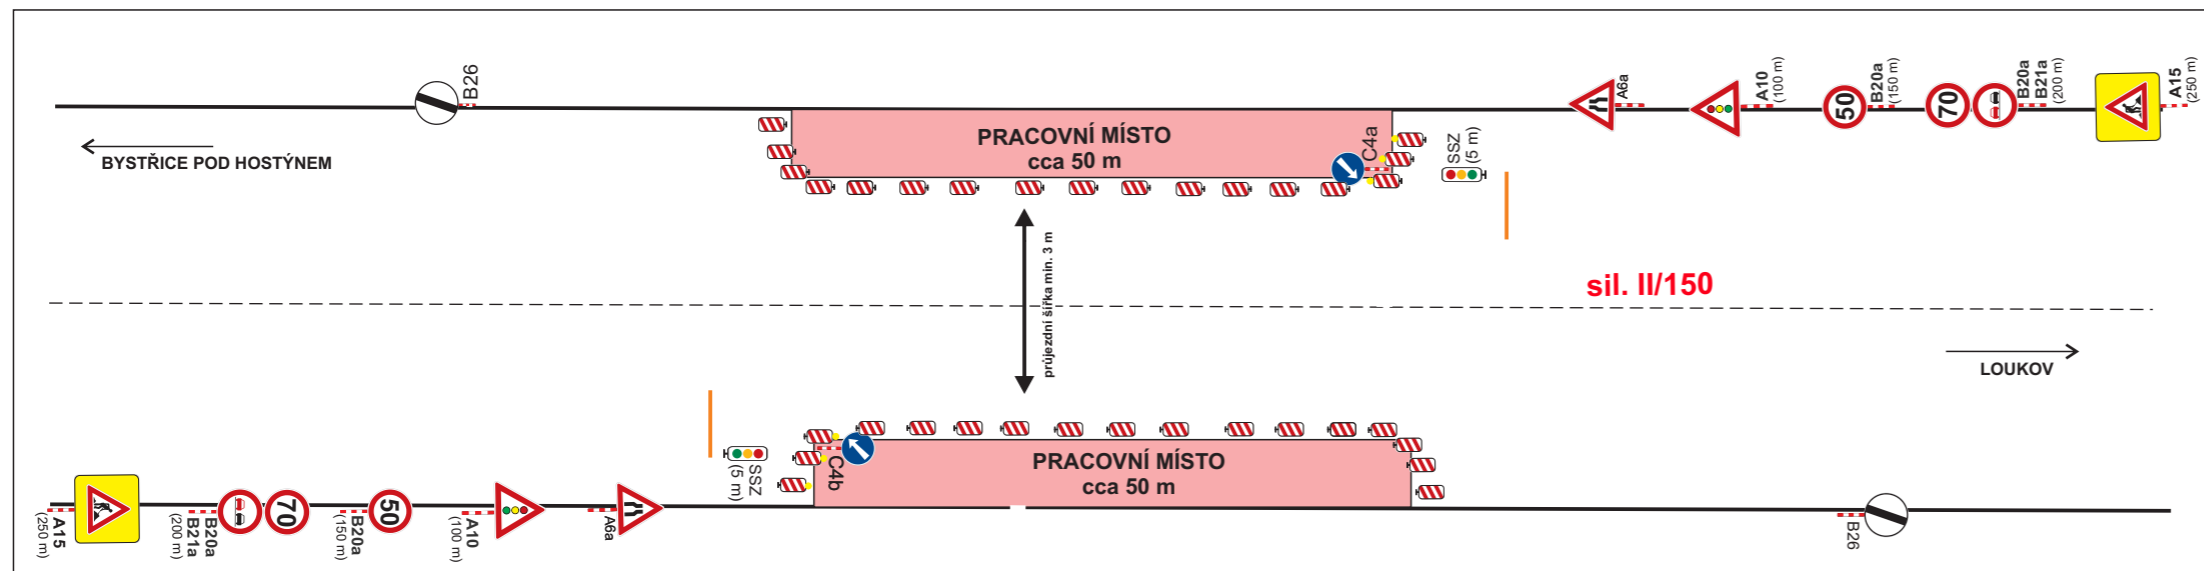 B26
A6a
A10
(100 m)
50
B20a
(150 m)
70
B20a
B21a
(200 m)
A15
(250 m)
BYSTŘICE POD HOSTÝNEM
PRACOVNÍ MÍSTO
cca 50 m
C4a
SSZ
(5 m)
průjezdní šířka min. 3 m
sil. II/150
LOUKOV
SSZ
(5 m)
C4b
PRACOVNÍ MÍSTO
cca 50 m
A15
(250 m)
B20a
B21a
(200 m)
70
B20a
(150 m)
50
A10
(100 m)
A6a
B26